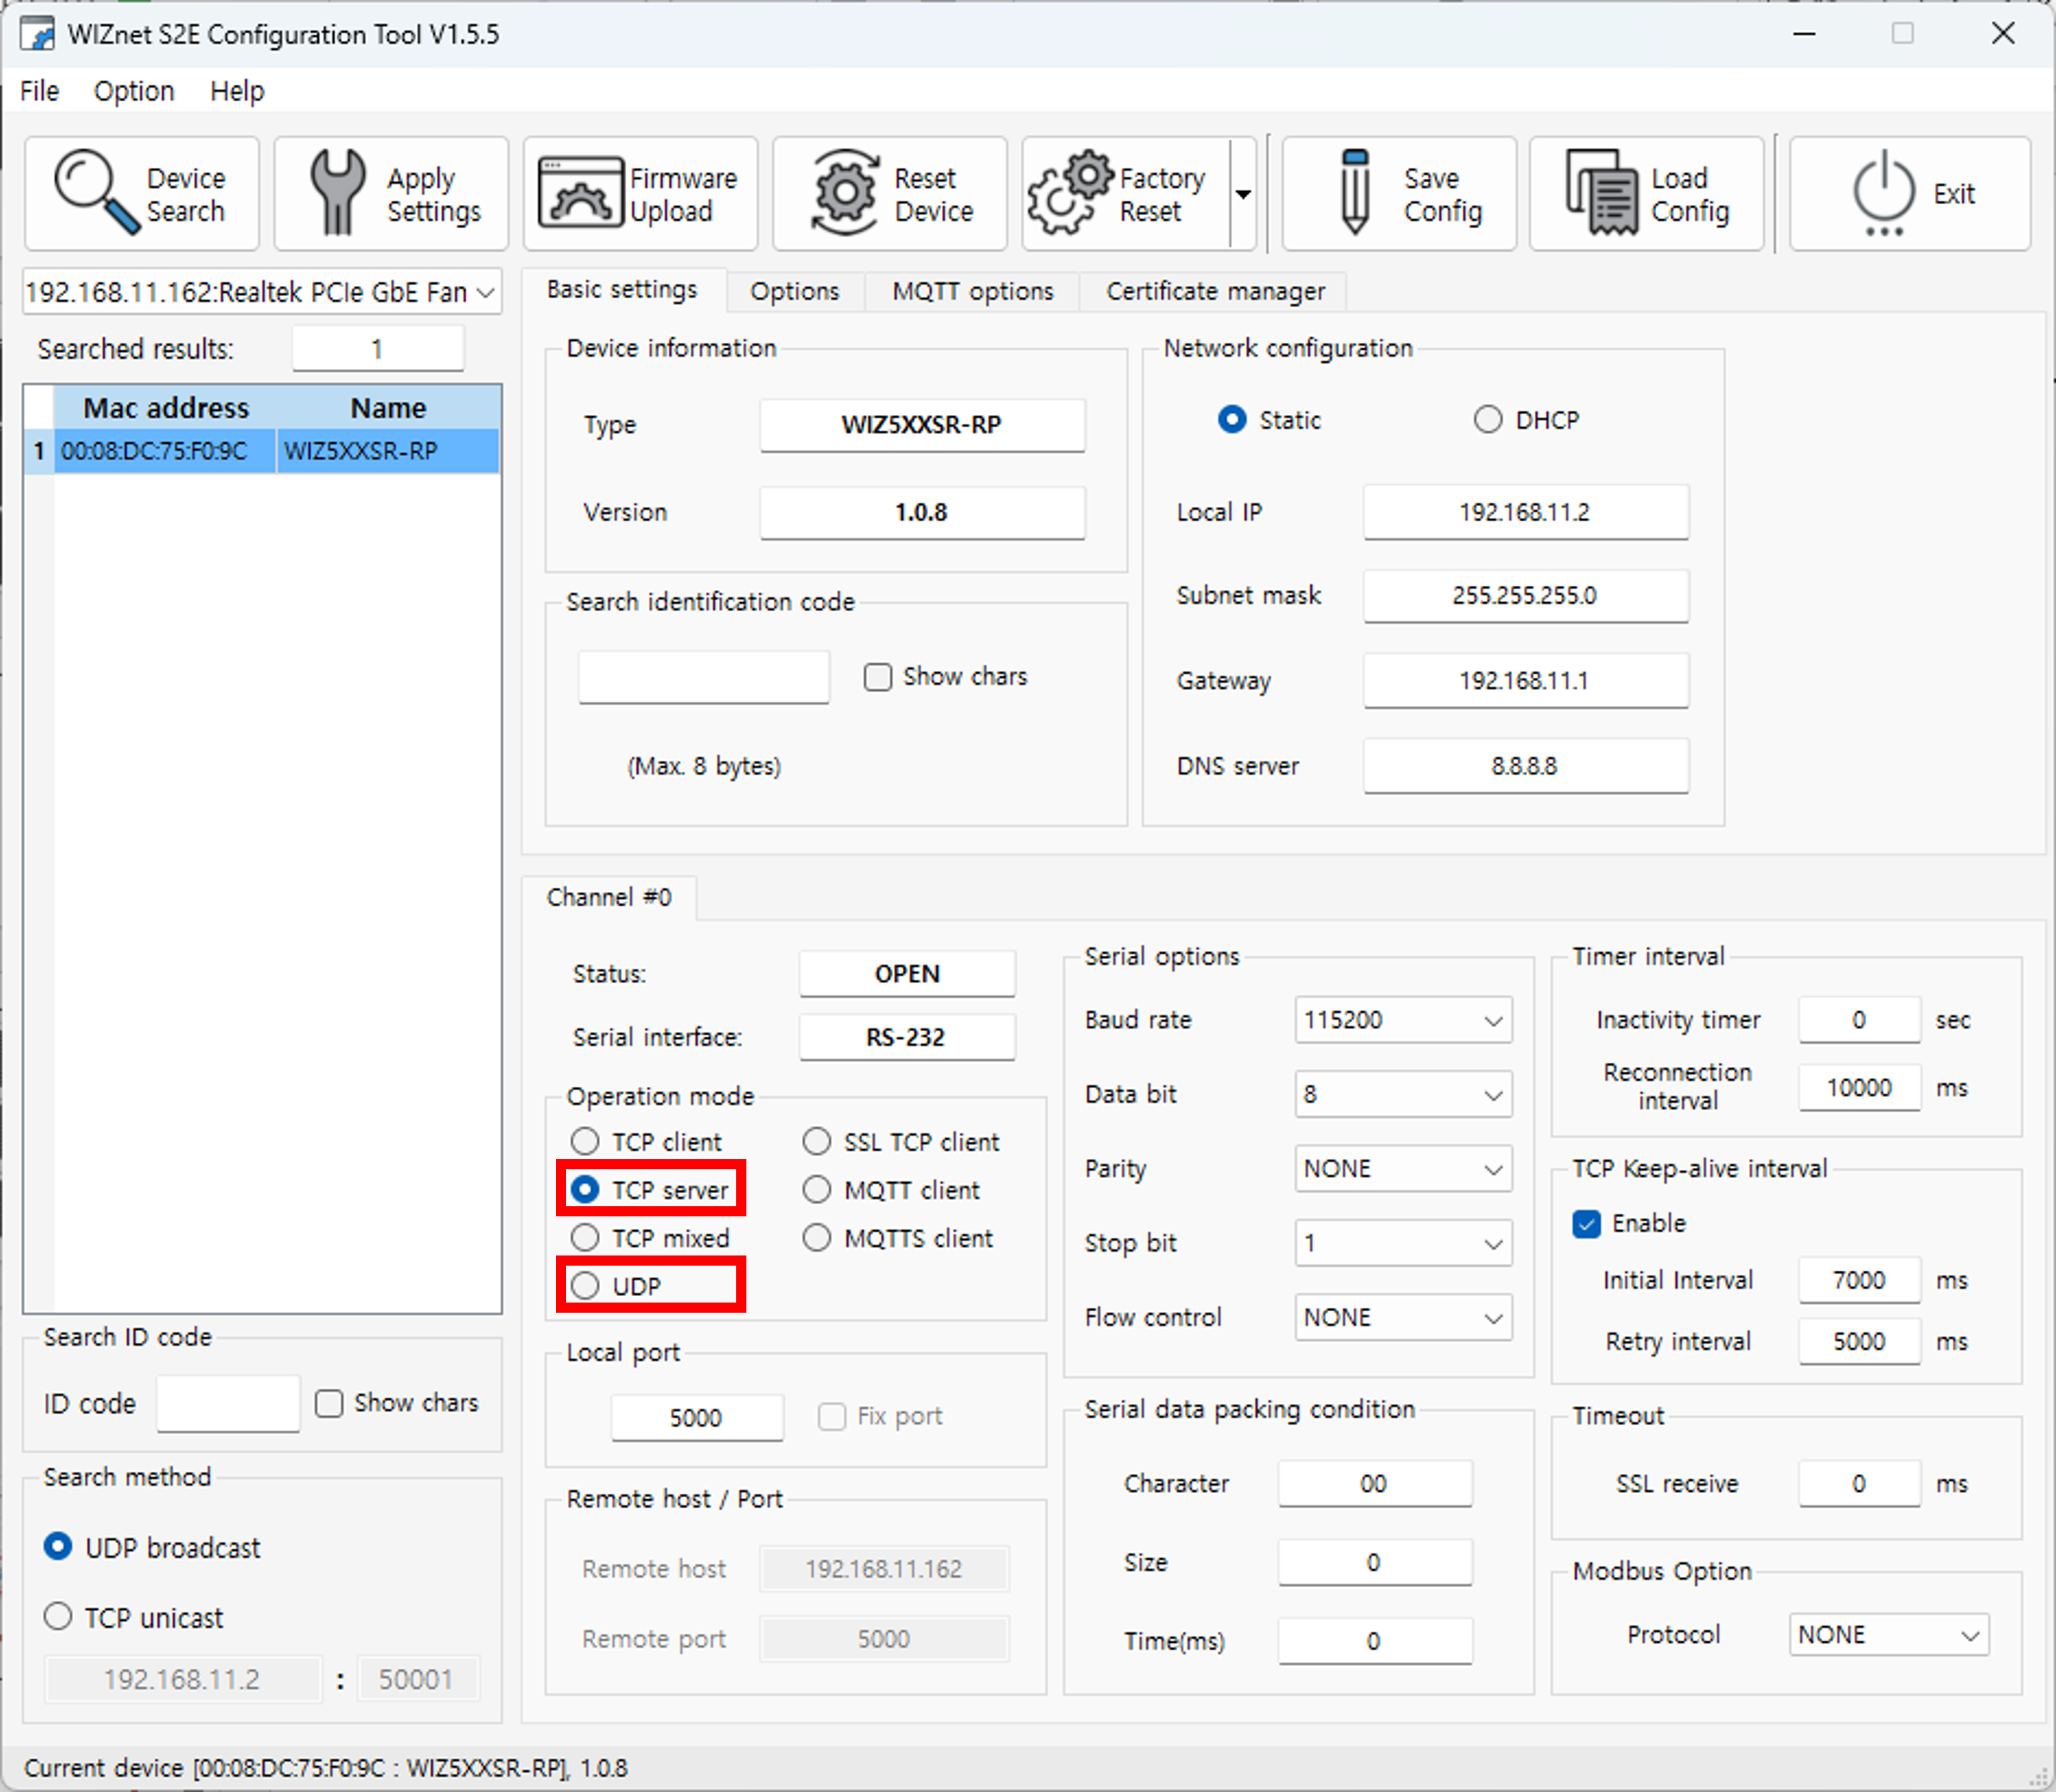 WIZnet S2E Configuration Tool V1.5.5
File Option Help
Device Search
Apply Settings
Firmware Upload
Reset Device
Factory Reset
Save Config
Load Config
Exit
192.168.11.162:Realtek PCIe GbE Fan
Searched results: 1
Mac address Name
1 00:08:DC:75:F0:9C WIZ5XXSR-RP
Search ID code
ID code Show chars
Search method
UDP broadcast
TCP unicast
192.168.11.2 : 50001
Basic settings Options MQTT options Certificate manager
Device information
Type WIZ5XXSR-RP
Version 1.0.8
Search identification code
Show chars
(Max. 8 bytes)
Network configuration
Static DHCP
Local IP 192.168.11.2
Subnet mask 255.255.255.0
Gateway 192.168.11.1
DNS server 8.8.8.8
Channel #0
Status: OPEN
Serial interface: RS-232
Operation mode
TCP client SSL TCP client
TCP server MQTT client
TCP mixed MQTTS client
UDP
Local port
5000 Fix port
Remote host / Port
Remote host 192.168.11.162
Remote port 5000
Serial options
Baud rate 115200
Data bit 8
Parity NONE
Stop bit 1
Flow control NONE
Serial data packing condition
Character 00
Size 0
Time(ms) 0
Timer interval
Inactivity timer 0 sec
Reconnection
interval 10000 ms
TCP Keep-alive interval
Enable
Initial Interval 7000 ms
Retry interval 5000 ms
Timeout
SSL receive 0 ms
Modbus Option
Protocol NONE
Current device [00:08:DC:75:F0:9C : WIZ5XXSR-RP], 1.0.8